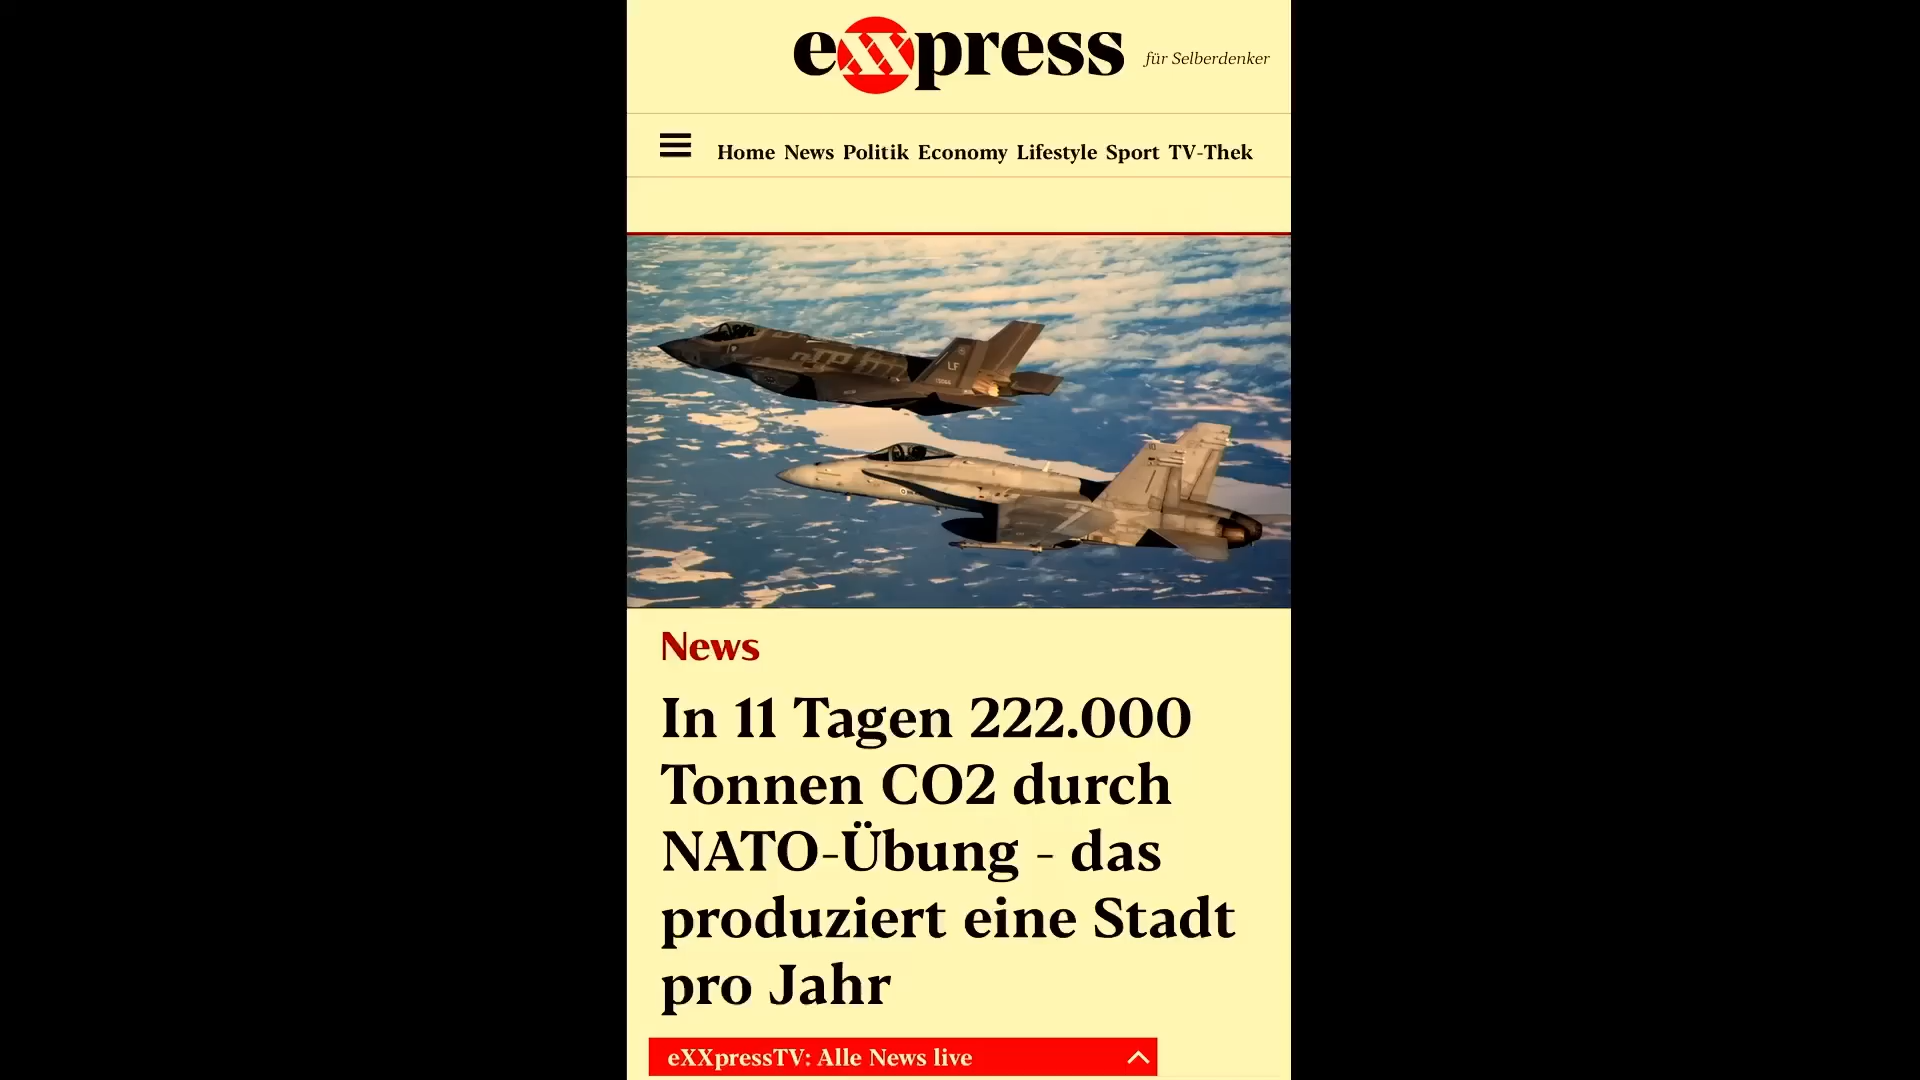 exxpress für Selberdenker
Home News Politik Economy Lifestyle Sport TV-Thek
LF
News
In 11 Tagen 222.000
Tonnen CO2 durch
NATO-Übung - das
produziert eine Stadt
pro Jahr
eXXpressTV: Alle News live